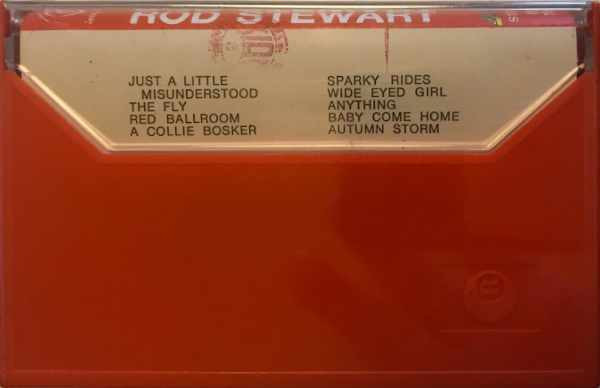 ROD STEWART
JUST A LITTLE
MISUNDERSTOOD
THE FLY
RED BALLROOM
A COLLIE BOSKER
SPARKY RIDES
WIDE EYED GIRL
ANYTHING
BABY COME HOME
AUTUMN STORM